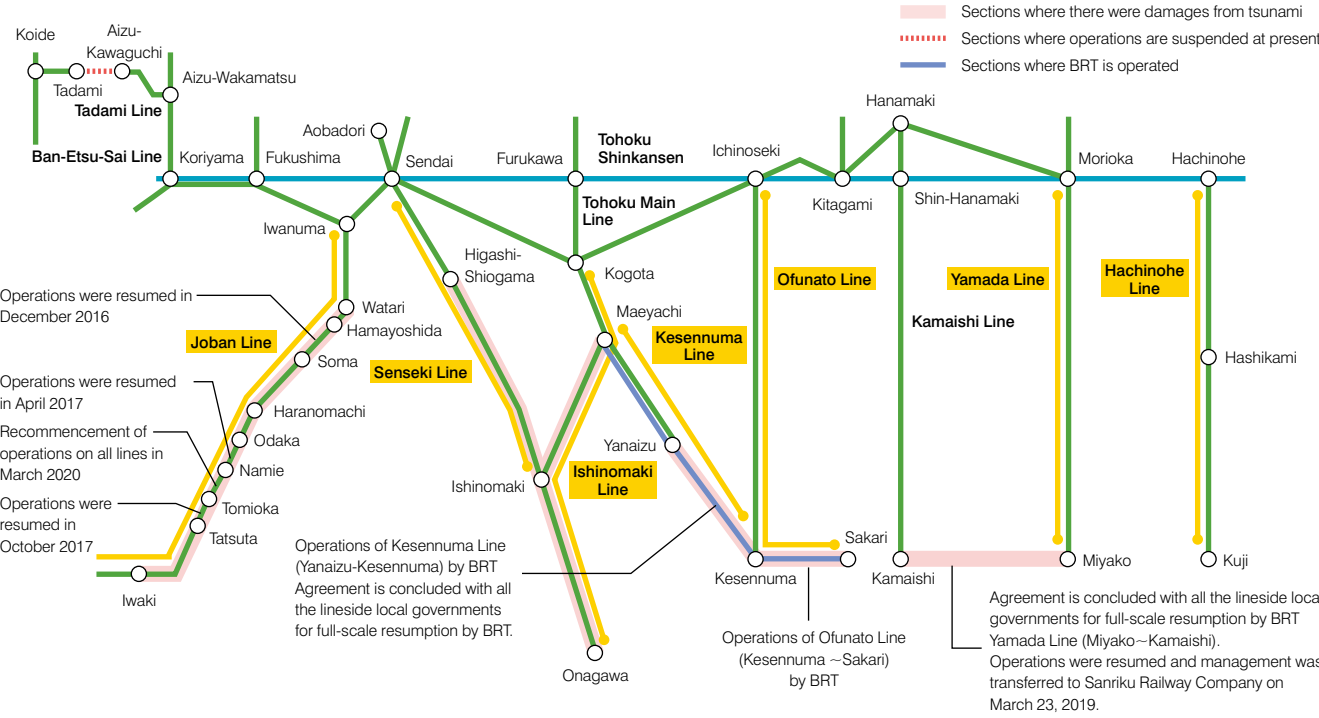 Sections where there were damages from tsunami
Sections where operations are suspended at present
Sections where BRT is operated
Koide
Aizu-
Kawaguchi
Tadami
Aizu-Wakamatsu
Tadami Line
Ban-Etsu-Sai Line
Koriyama
Fukushima
Aobadori
Sendai
Furukawa
Tohoku
Shinkansen
Ichinoseki
Hanamaki
Morioka
Hachinohe
Tohoku Main
Line
Kitagami
Shin-Hanamaki
Iwanuma
Higashi-
Shiogama
Kogota
Ofunato Line
Yamada Line
Hachinohe
Line
Operations were resumed in
December 2016
Watari
Hamayoshida
Maeyachi
Kesennuma
Line
Kamaishi Line
Joban Line
Soma
Senseki Line
Hashikami
Operations were resumed
in April 2017
Haranomachi
Recommencement of
operations on all lines in
March 2020
Odaka
Namie
Yanaizu
Ishinomaki
Ishinomaki
Line
Operations were
resumed in
October 2017
Tomioka
Tatsuta
Operations of Kesennuma Line
(Yanaizu-Kesennuma) by BRT
Agreement is concluded with all
the lineside local governments
for full-scale resumption by BRT.
Sakari
Iwaki
Kesennuma
Kamaishi
Miyako
Kuji
Onagawa
Operations of Ofunato Line
(Kesennuma ~Sakari)
by BRT
Agreement is concluded with all the lineside local
governments for full-scale resumption by BRT
Yamada Line (Miyako~Kamaishi).
Operations were resumed and management was
transferred to Sanriku Railway Company on
March 23, 2019.